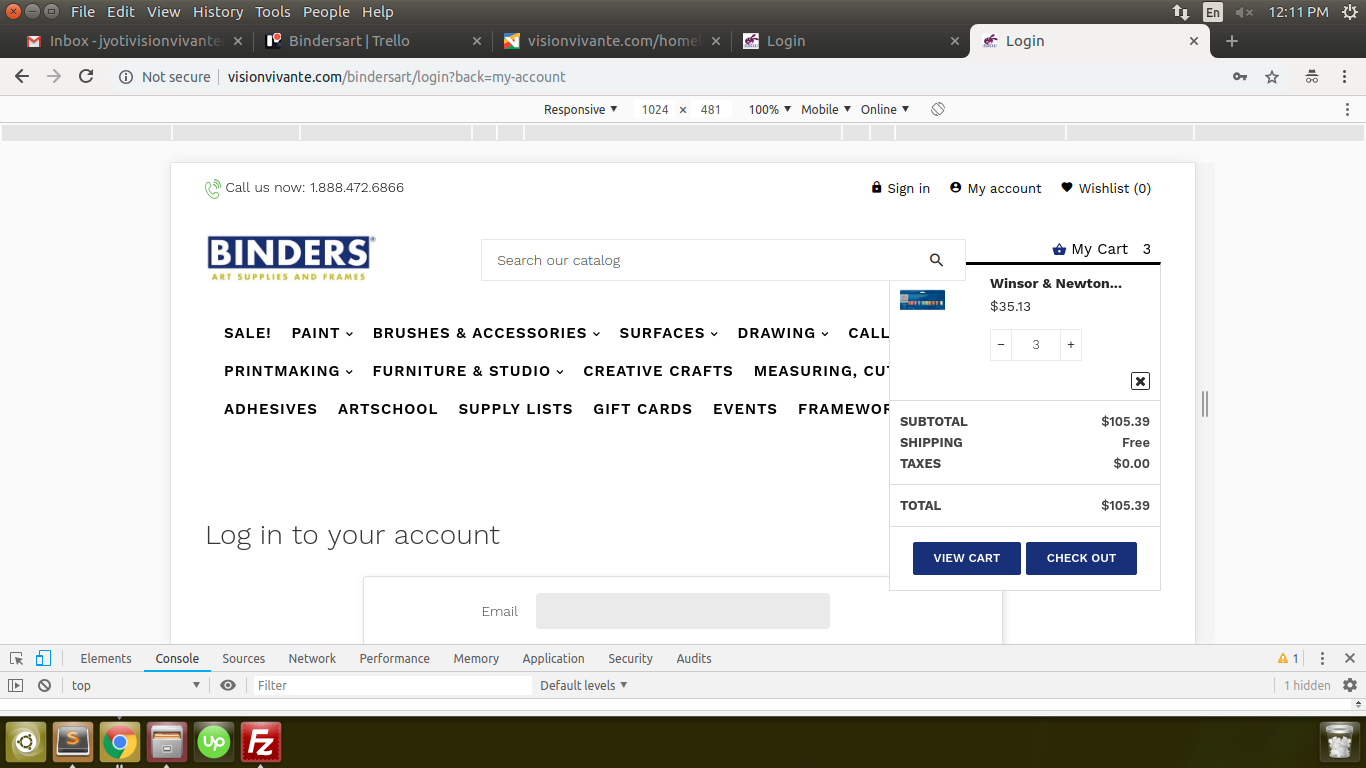 File Edit View History Tools People Help
En 12:11 PM
Inbox - jyotivisionvivante
Bindersart | Trello
visionvivante.com/home
Login
Login
Not secure visionvivante.com/bindersart/login?back=my-account
Responsive 1024 × 481 100% Mobile Online
Call us now: 1.888.472.6866
Sign in My account Wishlist (0)
BINDERS
ART SUPPLIES AND FRAMES
Search our catalog
My Cart 3
Winsor & Newton...
$35.13
− 3 +
SALE! PAINT BRUSHES & ACCESSORIES SURFACES DRAWING CALL
PRINTMAKING FURNITURE & STUDIO CREATIVE CRAFTS MEASURING, CUT
ADHESIVES ARTSCHOOL SUPPLY LISTS GIFT CARDS EVENTS FRAMEWOR
SUBTOTAL $105.39
SHIPPING Free
TAXES $0.00
TOTAL $105.39
VIEW CART CHECK OUT
Log in to your account
Email
Elements Console Sources Network Performance Memory Application Security Audits 1
top Filter Default levels 1 hidden
S Up Fz